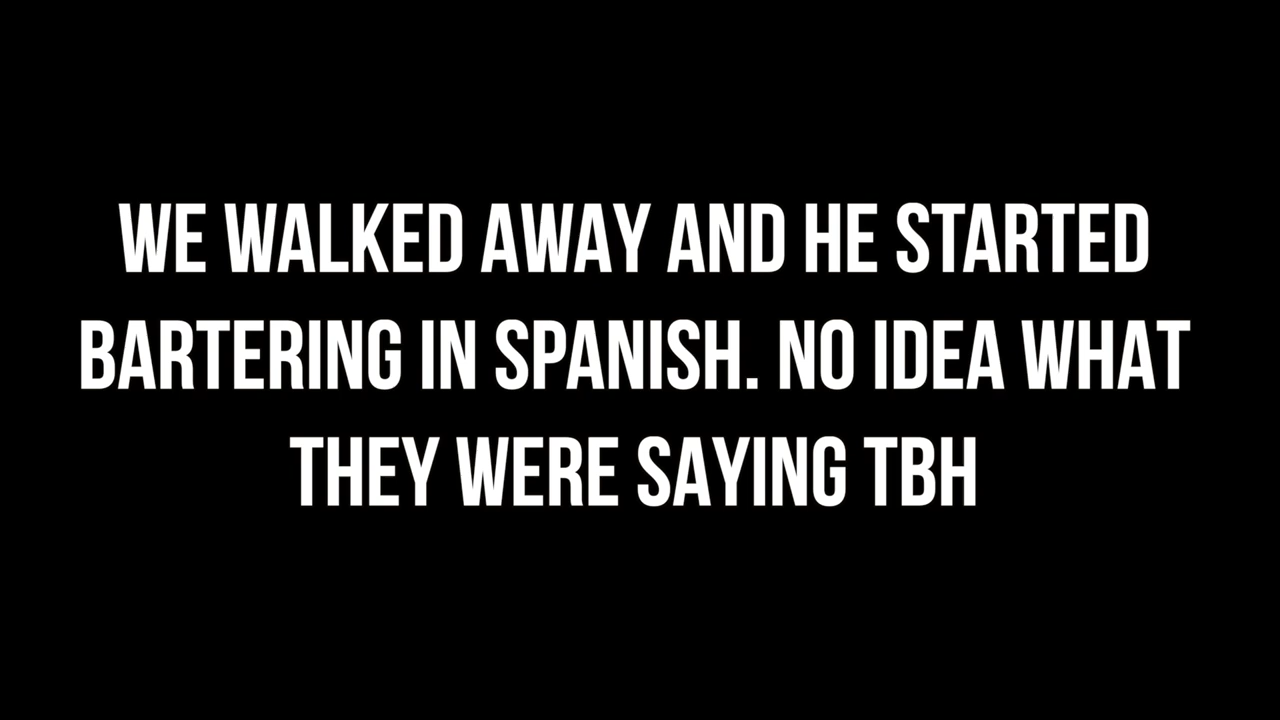 WE WALKED AWAY AND HE STARTED
BARTERING IN SPANISH. NO IDEA WHAT
THEY WERE SAYING TBH